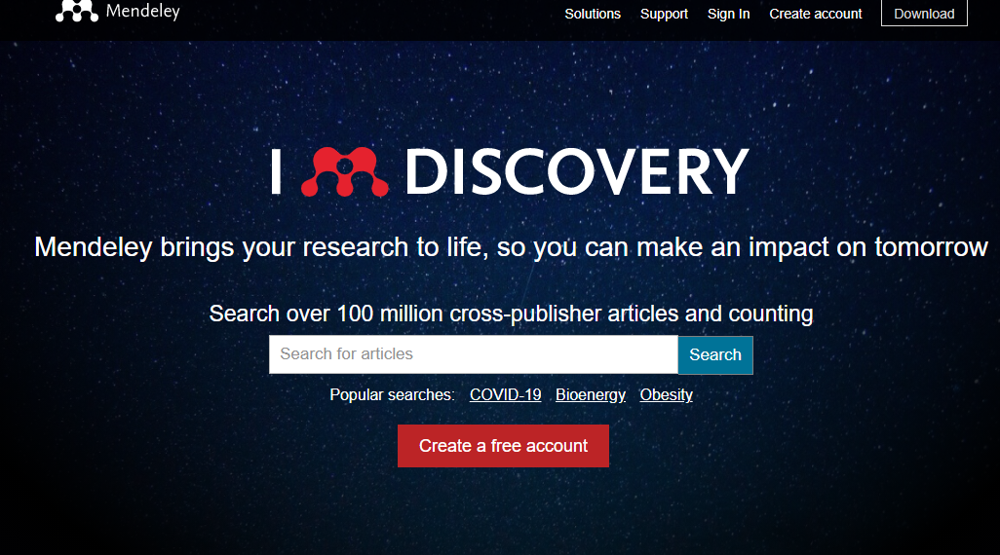 Mendeley Solutions Support Sign In Create account Download
I DISCOVERY
Mendeley brings your research to life, so you can make an impact on tomorrow
Search over 100 million cross-publisher articles and counting
Search for articles Search
Popular searches: COVID-19 Bioenergy Obesity
Create a free account